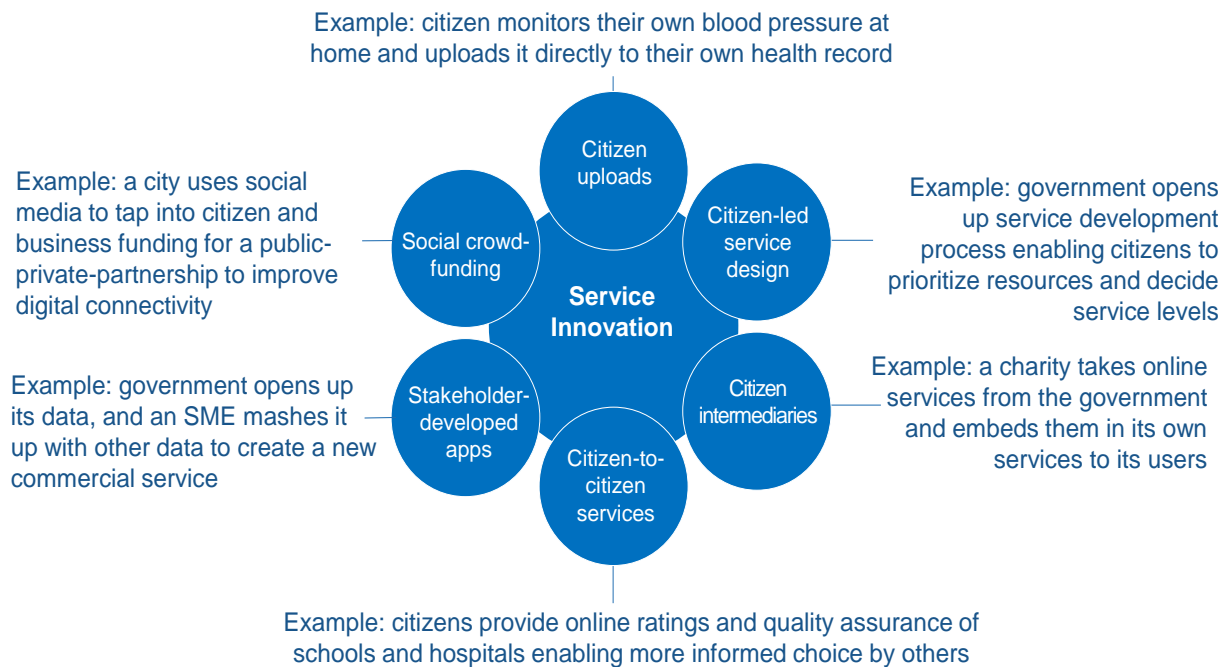 Example: citizen monitors their own blood pressure at
home and uploads it directly to their own health record
Citizen
uploads
Example: a city uses social
media to tap into citizen and
business funding for a public-
private-partnership to improve
digital connectivity
Social crowd-
funding
Citizen-led
service
design
Example: government opens
up service development
process enabling citizens to
prioritize resources and decide
service levels
Service
Innovation
Example: government opens up
its data, and an SME mashes it
up with other data to create a new
commercial service
Stakeholder-
developed
apps
Citizen
intermediaries
Example: a charity takes online
services from the government
and embeds them in its own
services to its users
Citizen-to-
citizen
services
Example: citizens provide online ratings and quality assurance of
schools and hospitals enabling more informed choice by others